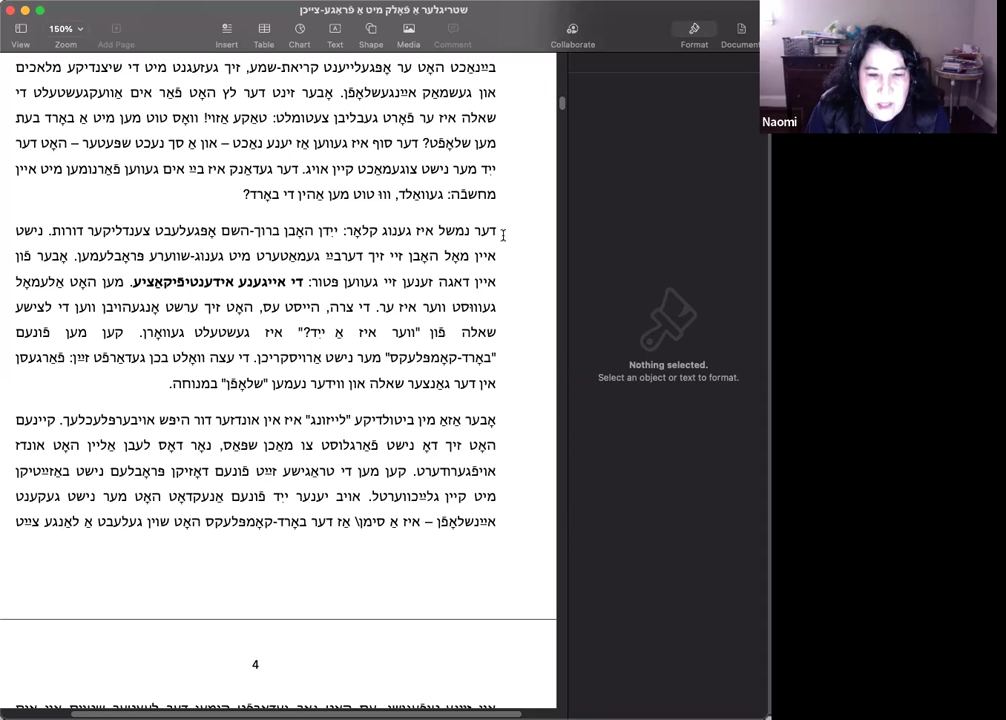 שטריגלער אַ פֿאָלק מיט אַ פֿראַגע-צייכן
View
150%
Zoom
Add Page
Insert
Table
Chart
Text
Shape
Media
Comment
Collaborate
Format
Document
בײַנאַכט האָט ער אָפּגעלייענט קריאת-שמע, זיך געזעגנט מיט די שיצנדיקע מלאכים
און געשמאַק אײַנגעשלאָפֿן. אָבער זינט דער לץ האָט פֿאַר אים אַוועקגעשטעלט די
שאלה איז ער פֿאָרט געבליבן צעטומלט: טאַקע אַזוי! וואָס טוט מען מיט אַ באָרד בעת
מען שלאָפֿט? דער סוף איז געווען אַז יענע נאַכט – און אַ סך נעכט שפּעטער – האָט דער
ייִד מער נישט צוגעמאַכט קיין אויג. דער געדאַנק איז בײַ אים געווען פֿאַרנומען מיט איין
מחשבֿה: געוואַלד, וווּ טוט מען אַהין די באָרד?
דער נמשל איז גענוג קלאָר: ייִדן האָבן ברוך-השם אָפּגעלעבט צענדליקער דורות. נישט
איין מאָל האָבן זיי זיך דערבײַ געמאַטערט מיט גענוג-שווערע פּראָבלעמען. אָבער פֿון
איין דאגה זענען זיי געווען פּטור: די אייגענע אידענטיפֿיקאַציע. מען האָט אַלעמאָל
געוווּסט ווער איז ער. די צרה, הייסט עס, האָט זיך ערשט אָנגעהויבן ווען די לצישע
שאלה פֿון "ווער איז אַ ייִד?" איז געשטעלט געוואָרן. קען מען פֿונעם
"באָרד-קאָמפּלעקס" מער נישט אַרויסקריכן. די עצה וואָלט בכן געדאַרפֿט זײַן: פֿאַרגעסן
אין דער גאַנצער שאלה און ווידער נעמען "שלאָפֿן" במנוחה.
אָבער אַזאַ מין ביטולדיקע "לייזונג" איז אין אונדזער דור היפּש אויבערפֿלעכלעך. קיינעם
האָט זיך דאָ נישט פֿאַרגלוסט צו מאַכן שפּאַס, נאָר דאָס לעבן אַליין האָט אונדז
אויפֿגערודערט. קען מען די טראַגישע זײַט פֿונעם דאָזיקן פּראָבלעם נישט באַזײַטיקן
מיט קיין גלײַכווערטל. אויב יענער ייִד פֿונעם אַנעקדאָט האָט מער נישט געקענט
אײַנשלאָפֿן – איז אַ סימן\ אַז דער באָרד-קאָמפּלעקס האָט שוין געלעבט אַ לאַנגע צײַט
4
Nothing selected.
Select an object or text to format.
Naomi